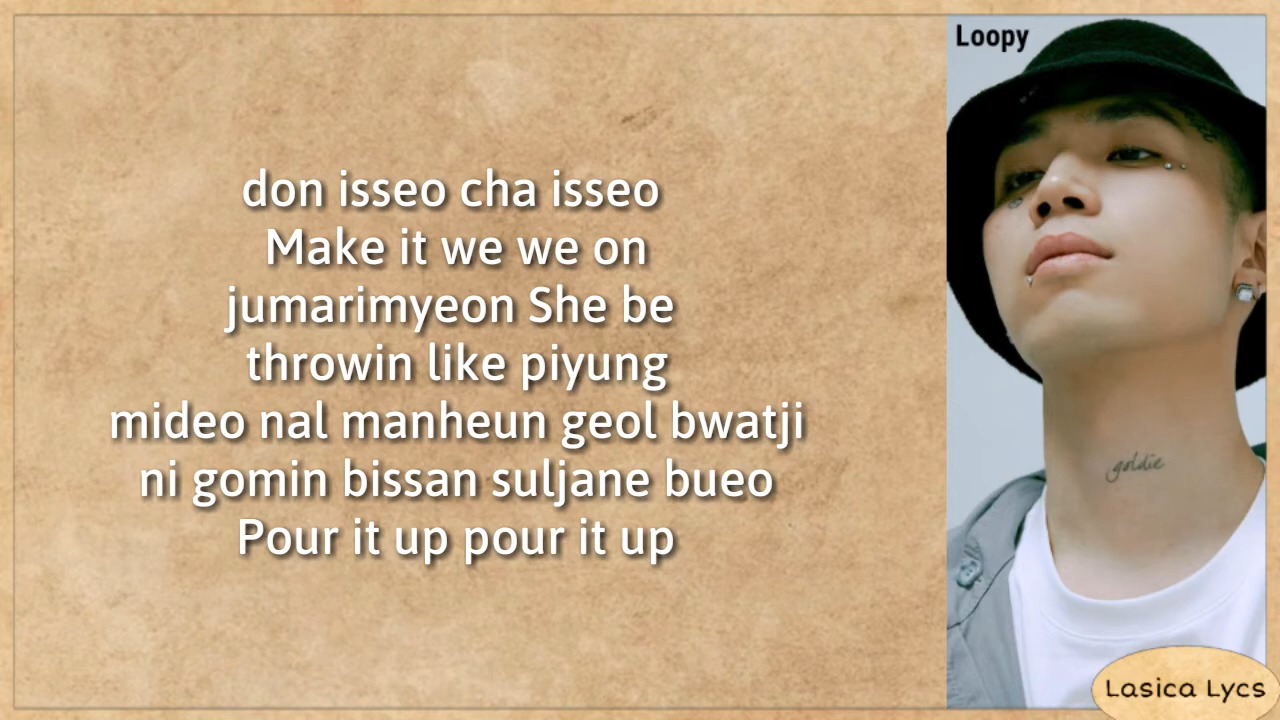 Loopy
don isseo cha isseo
Make it we we on
jumarimyeon She be
throwin like piyung
mideo nal manheun geol bwatji
ni gomin bissan suljane bueo
Pour it up pour it up
goldie
Lasica Lycs